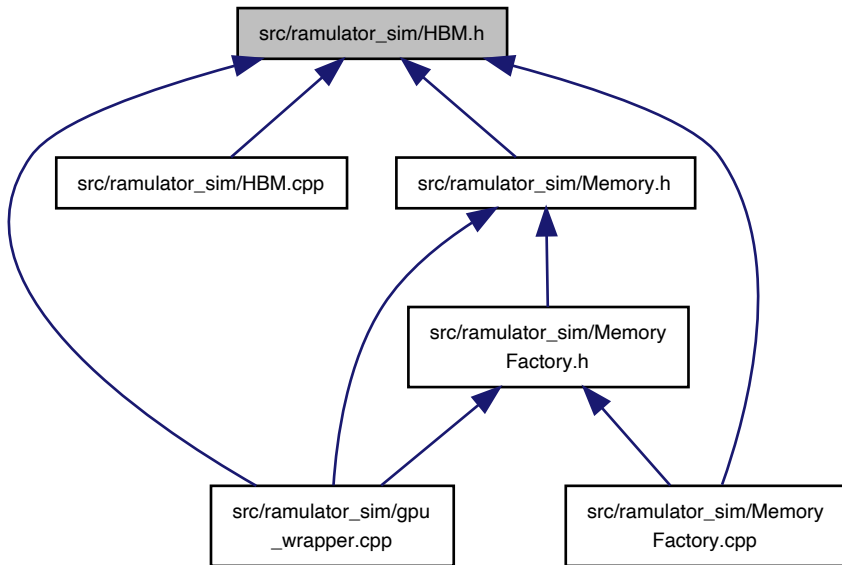 src/ramulator_sim/HBM.h
src/ramulator_sim/HBM.cpp
src/ramulator_sim/Memory.h
src/ramulator_sim/Memory
Factory.h
src/ramulator_sim/gpu
_wrapper.cpp
src/ramulator_sim/Memory
Factory.cpp